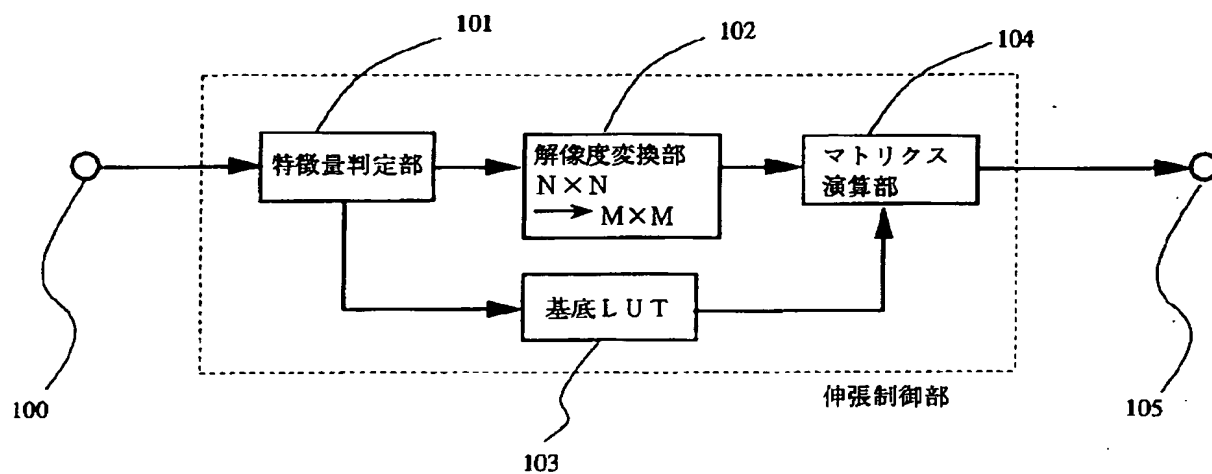 101
102
104
特徴量判定部
解像度変換部
N×N
→ M×M
マトリクス
演算部
基底LUT
伸張制御部
100
103
105